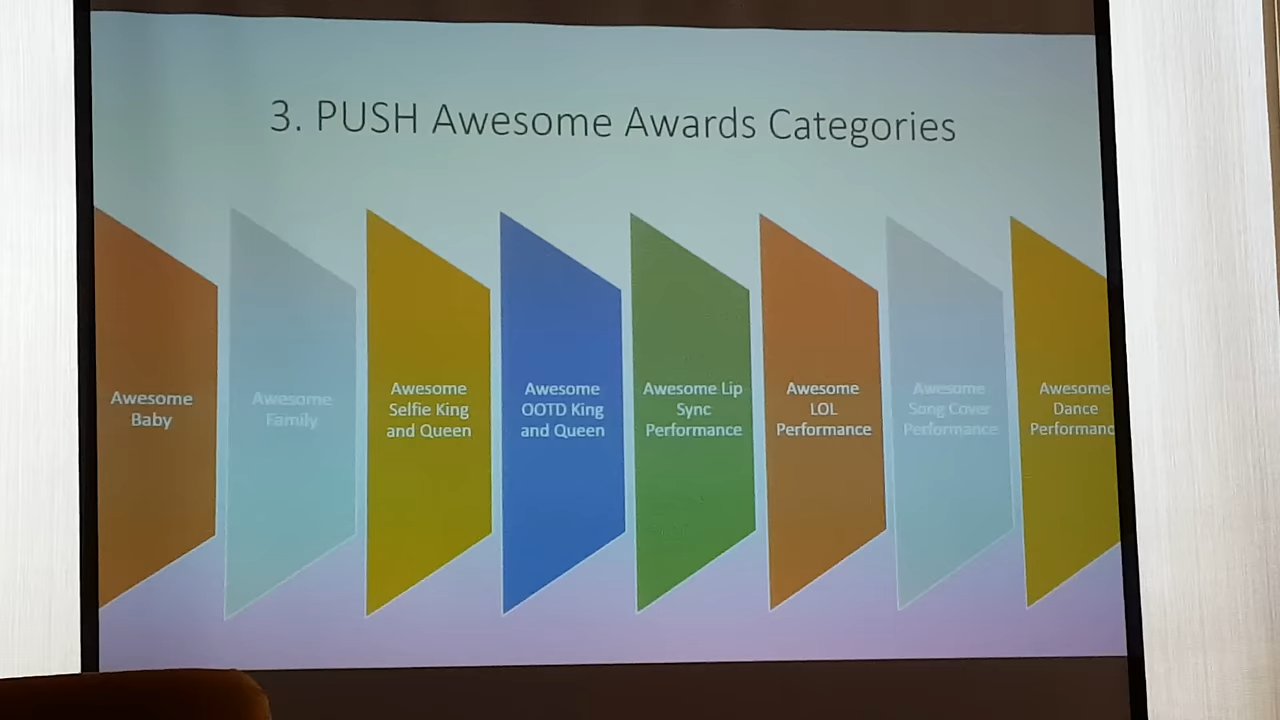 3. PUSH Awesome Awards Categories
Awesome
Baby
Awesome
Family
Awesome
Selfie King
and Queen
Awesome
OOTD King
and Queen
Awesome Lip
Sync
Performance
Awesome
LOL
Performance
Awesome
Song Cover
Performance
Awesome
Dance
Performanc